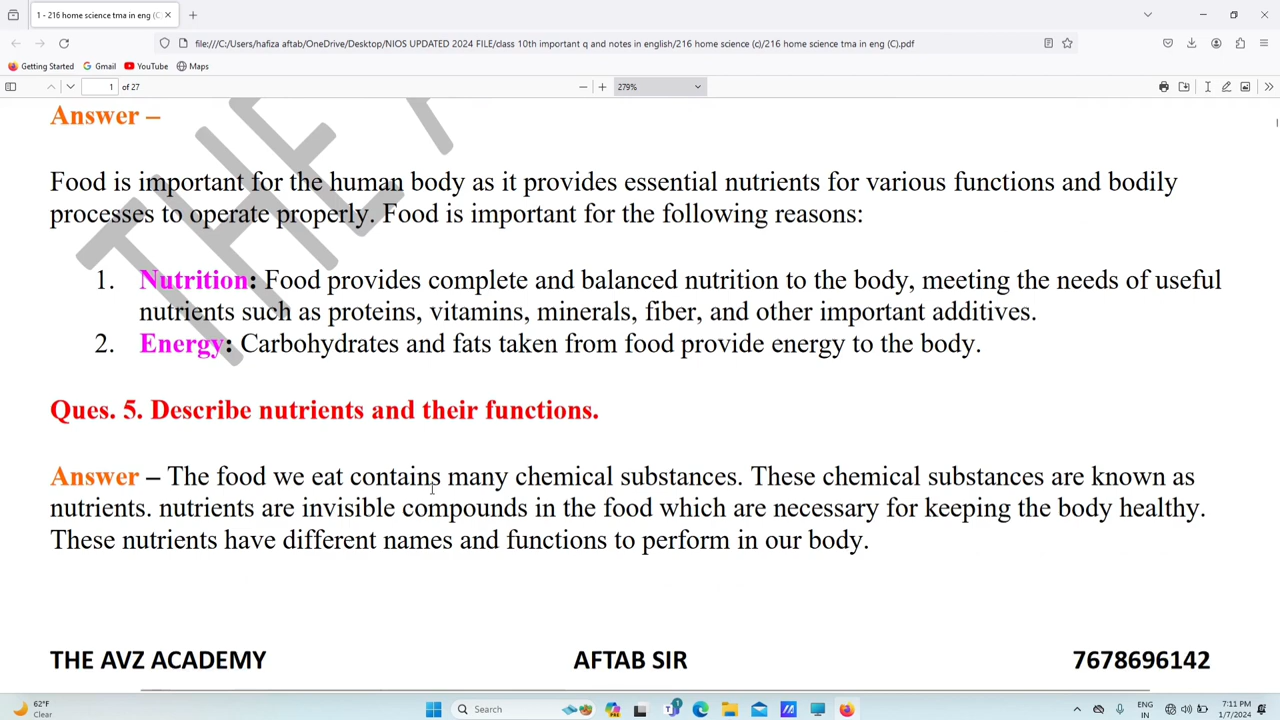 1 - 216 home science tma in eng (C
file:///C:/Users/hafiza aftab/OneDrive/Desktop/NIOS UPDATED 2024 FILE/class 10th important q and notes in english/216 home science (c)/216 home science tma in eng (C).pdf
Getting Started Gmail YouTube Maps
1 of 27 279%
THE A
Answer –
Food is important for the human body as it provides essential nutrients for various functions and bodily
processes to operate properly. Food is important for the following reasons:
1. Nutrition: Food provides complete and balanced nutrition to the body, meeting the needs of useful
nutrients such as proteins, vitamins, minerals, fiber, and other important additives.
2. Energy: Carbohydrates and fats taken from food provide energy to the body.
Ques. 5. Describe nutrients and their functions.
Answer – The food we eat contains many chemical substances. These chemical substances are known as
nutrients. nutrients are invisible compounds in the food which are necessary for keeping the body healthy.
These nutrients have different names and functions to perform in our body.
THE AVZ ACADEMY AFTAB SIR 7678696142
62°F Search ENG 7:11 PM
Clear IN 1/7/2024